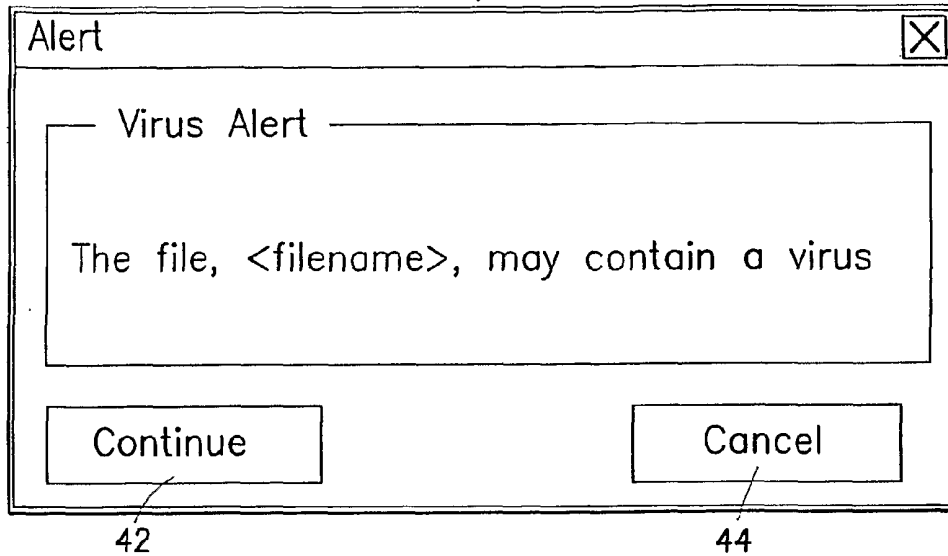 Alert
Virus Alert
The file, <filename>, may contain a virus
Continue
Cancel
42
44